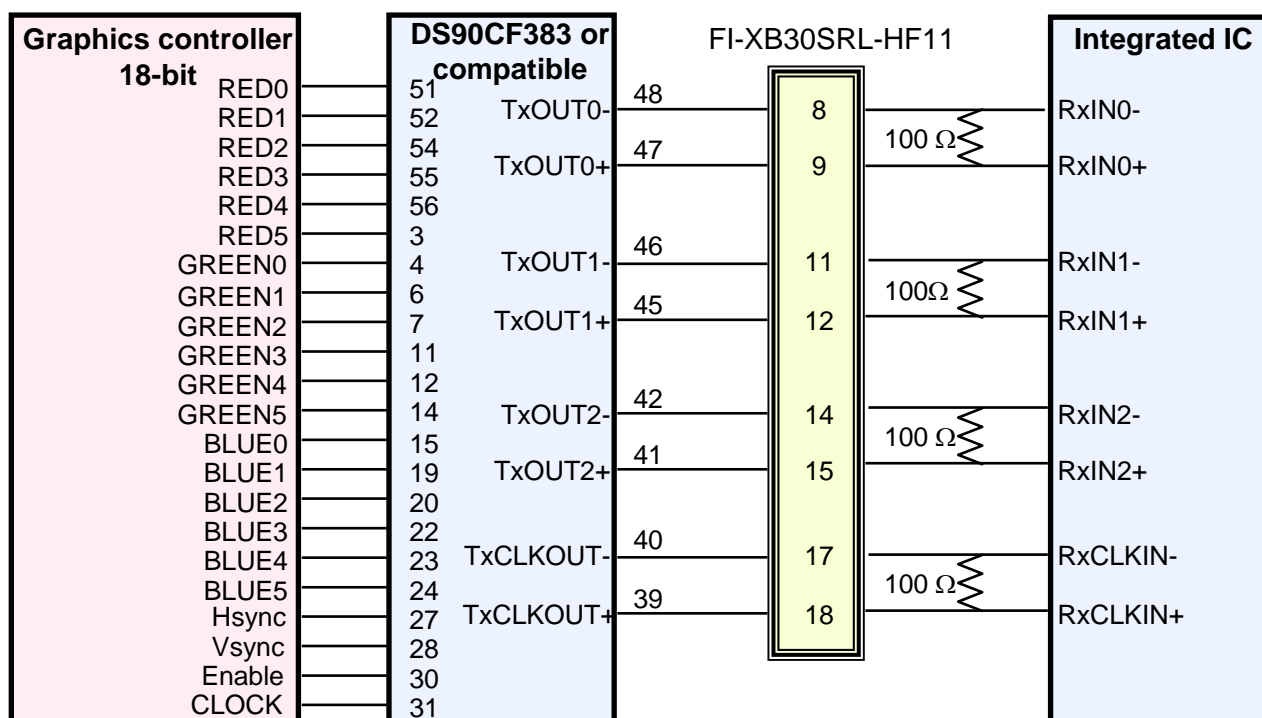 Graphics controller
18-bit
RED0
RED1
RED2
RED3
RED4
RED5
GREEN0
GREEN1
GREEN2
GREEN3
GREEN4
GREEN5
BLUE0
BLUE1
BLUE2
BLUE3
BLUE4
BLUE5
Hsync
Vsync
Enable
CLOCK
DS90CF383 or
compatible
51
52
54
55
56
3
4
6
7
11
12
14
15
19
20
22
23
24
27
28
30
31
TxOUT0-
TxOUT0+
TxOUT1-
TxOUT1+
TxOUT2-
TxOUT2+
TxCLKOUT-
TxCLKOUT+
48
47
46
45
42
41
40
39
FI-XB30SRL-HF11
8
9
11
12
14
15
17
18
100 Ω
100Ω
100 Ω
100 Ω
Integrated IC
RxIN0-
RxIN0+
RxIN1-
RxIN1+
RxIN2-
RxIN2+
RxCLKIN-
RxCLKIN+